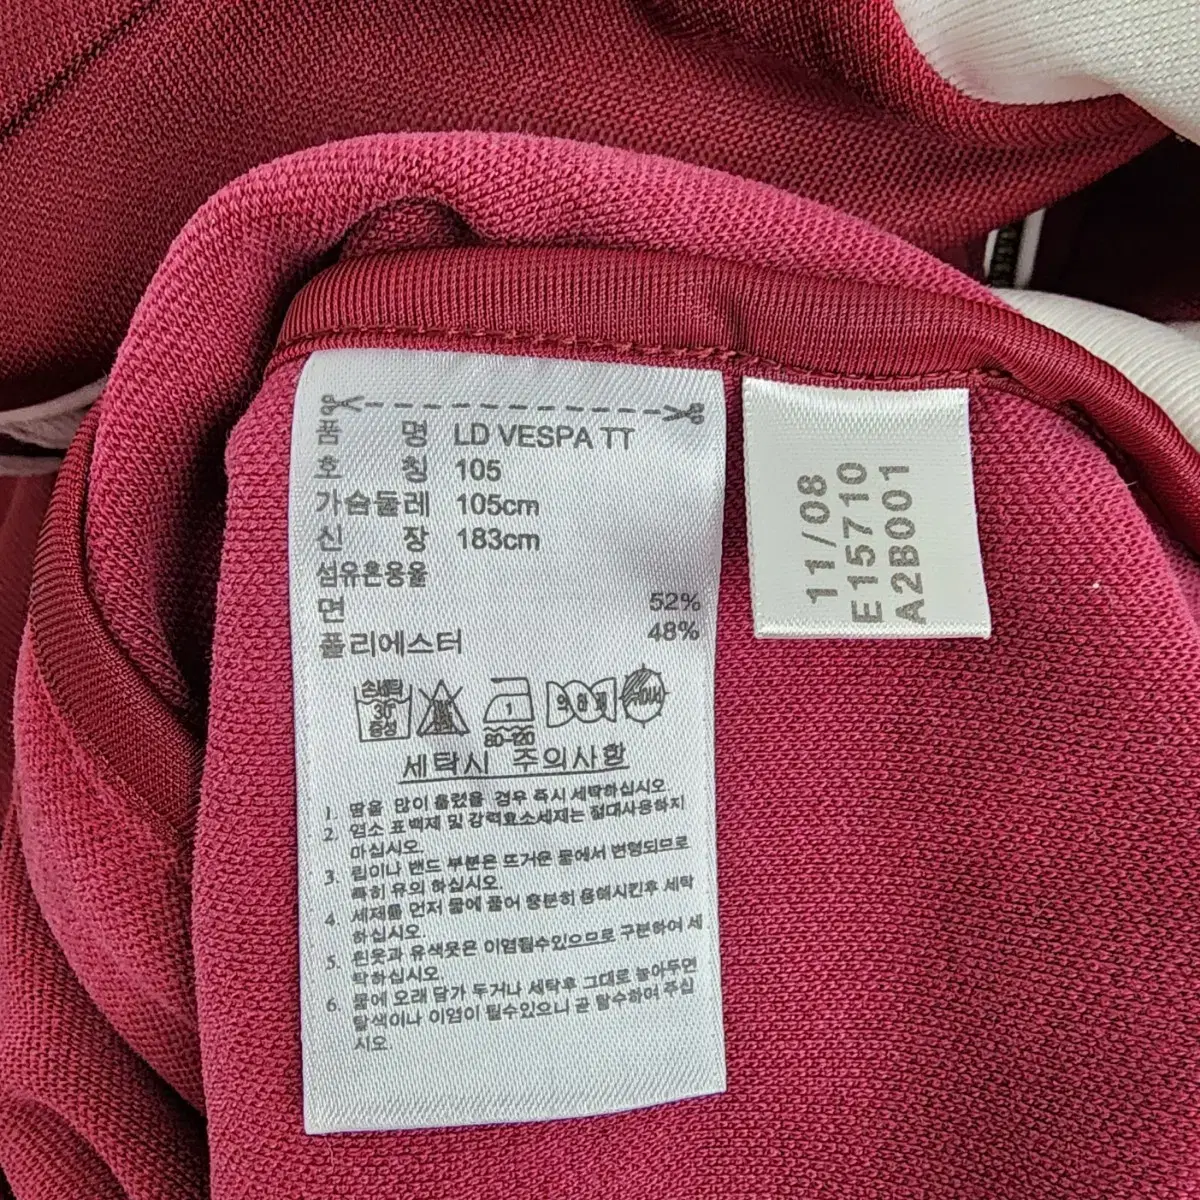 품 명 LD VESPA TT
호 칭 105
가슴둘레 105cm
신 장 183cm
섬유혼용율
면 52%
폴리에스터 48%
손세탁
30°
중성
1
80~120
세탁시 주의사항
1. 땀을 많이 흘렸을 경우 즉시 세탁하십시오
2. 염소 표백제 및 강력효소세제는 절대사용하지
마십시오.
3. 립이나 밴드 부분은 뜨거운 물에서 변형되므로
특히 유의 하십시오.
4. 세제를 먼저 물에 풀어 충분히 용해시킨후 세탁
하십시오.
5. 흰옷과 유색옷은 이염될수있으므로 구분하여 세
탁하십시오
6. 물에 오래 담가 두거나 세탁후 그대로 놓아두면
탈색이나 이염이 될수있으니 곧 탈수하여 주십
시오.
11/08
E15710
A2B001